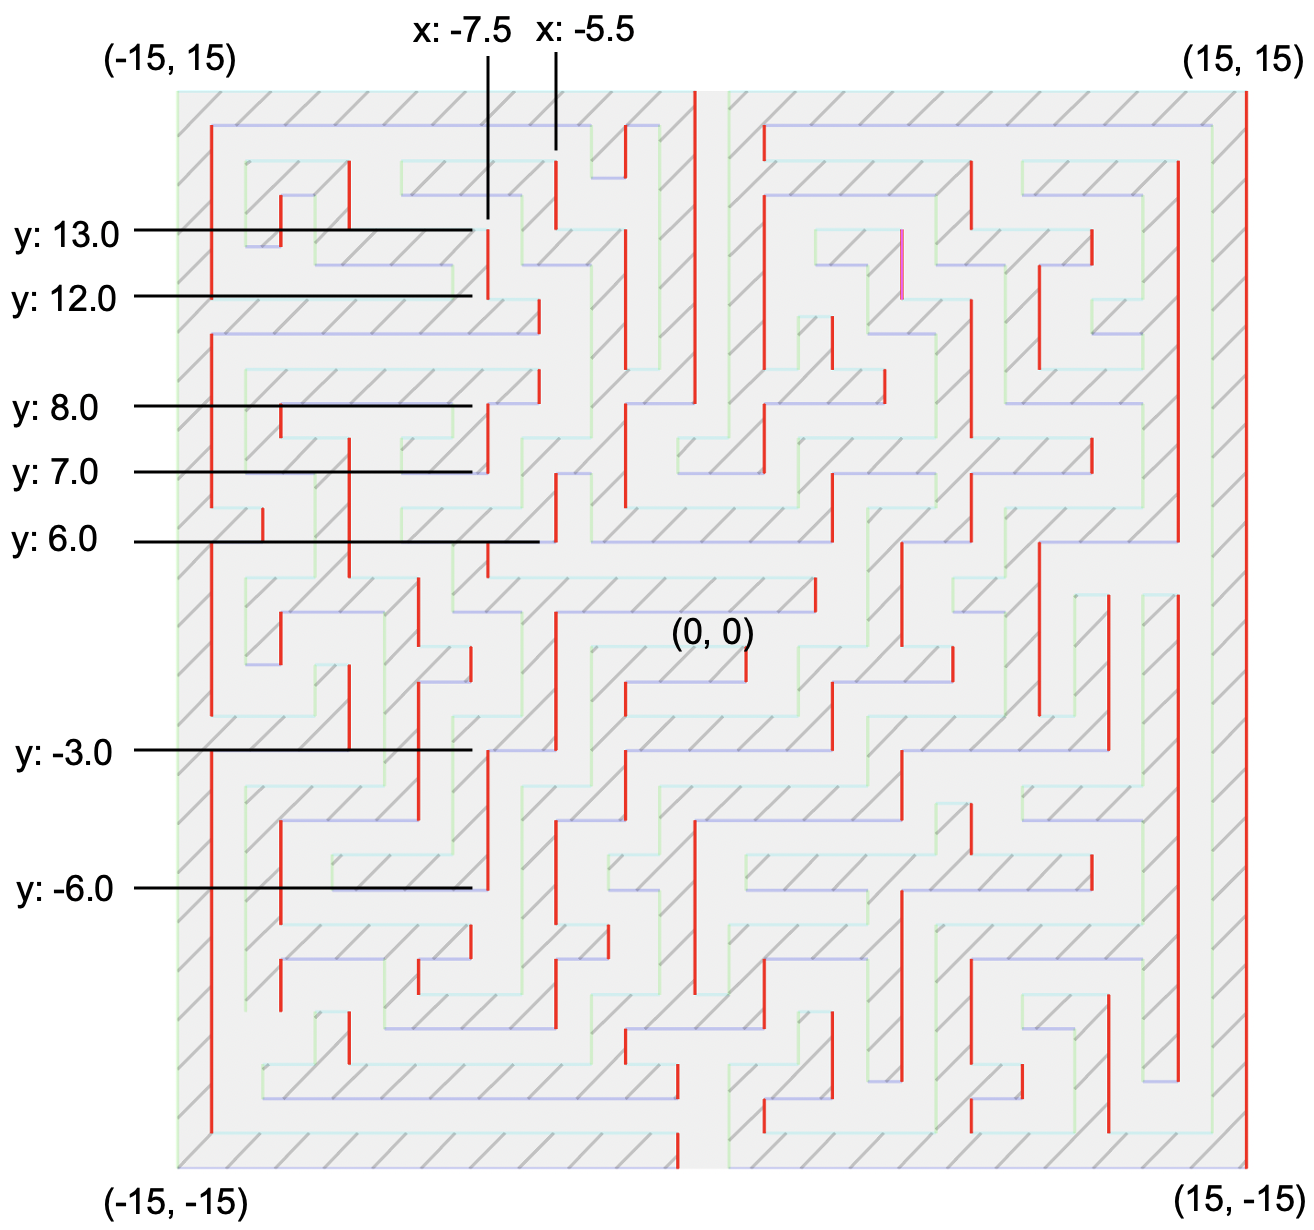 x: -7.5 x: -5.5
(-15, 15) (15, 15)
y: 13.0
y: 12.0
y: 8.0
y: 7.0
y: 6.0
(0, 0)
y: -3.0
y: -6.0
(-15, -15) (15, -15)